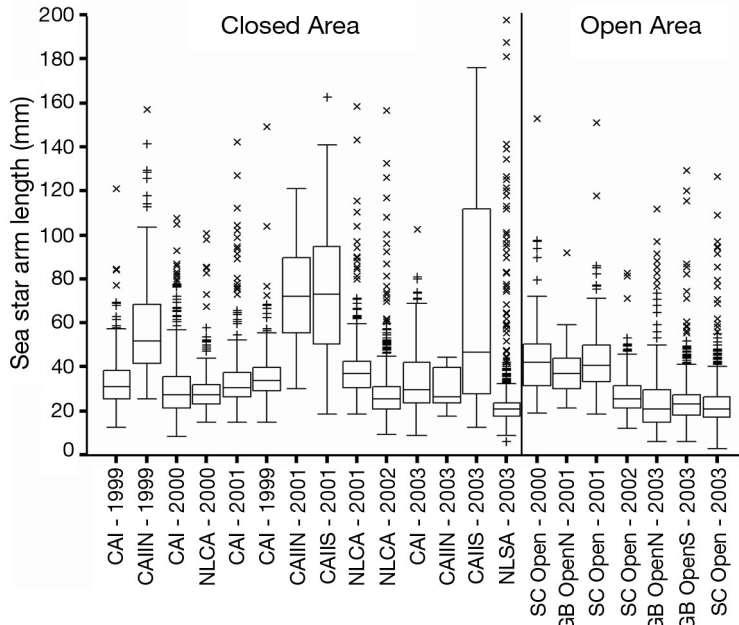 Closed Area
Open Area
Sea star arm length (mm)
200
180
160
140
120
100
80
60
40
20
0
CAI - 1999
CAIIN - 1999
CAI - 2000
NLCA - 2000
CAI - 2001
CAI - 1999
CAIIN - 2001
CAIIS - 2001
NLCA - 2001
NLCA - 2002
CAI - 2003
CAIIN - 2003
CAIIS - 2003
NLSA - 2003
SC Open - 2000
GB OpenN - 2001
SC Open - 2001
SC Open - 2002
GB OpenN - 2003
GB OpenS - 2003
SC Open - 2003